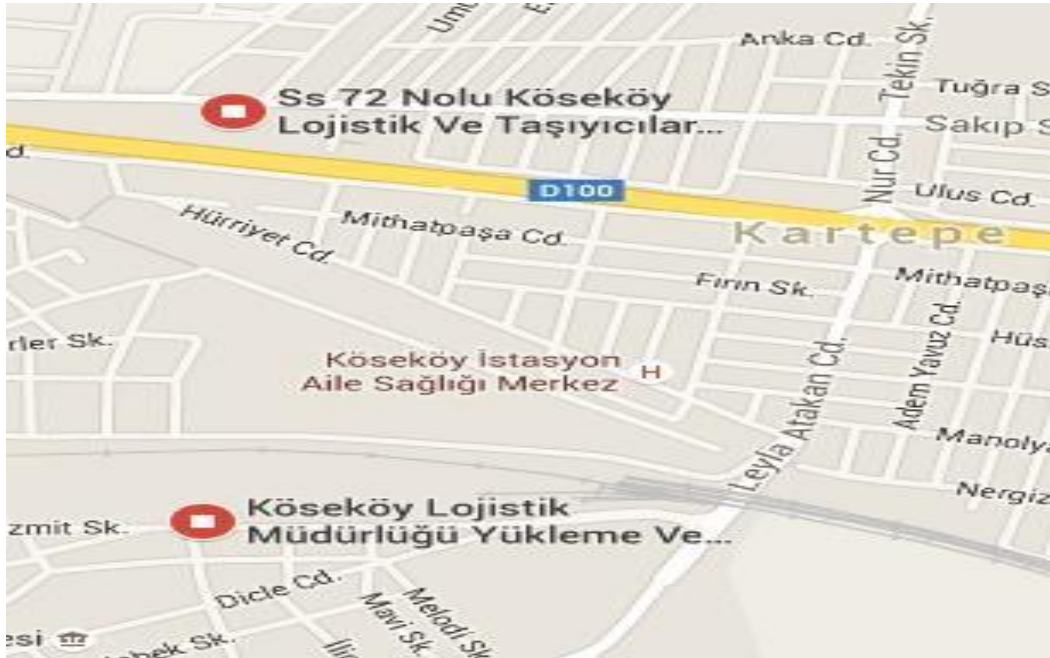 Anka Cd.
Nur Cd.
Tekin Sk.
Tuğra S
Ss 72 Nolu Köseköy
Lojistik Ve Taşıyıcılar...
Sakıp S
d.
D100
Ulus Cd.
Hürriyet Cd.
Mithatpaşa Cd.
Kartepe
Fırın Sk.
Mithatpaş
rler Sk.
Adem Yavuz Cd.
Hüs
Köseköy İstasyon
Aile Sağlığı Merkez
H
Leyla Atakan Cd.
Manoly
Nergiz
Köseköy Lojistik
Müdürlüğü Yükleme Ve...
zmit Sk.
Dicle Cd.
Mavi Sk.
Melodi Sk.
esi